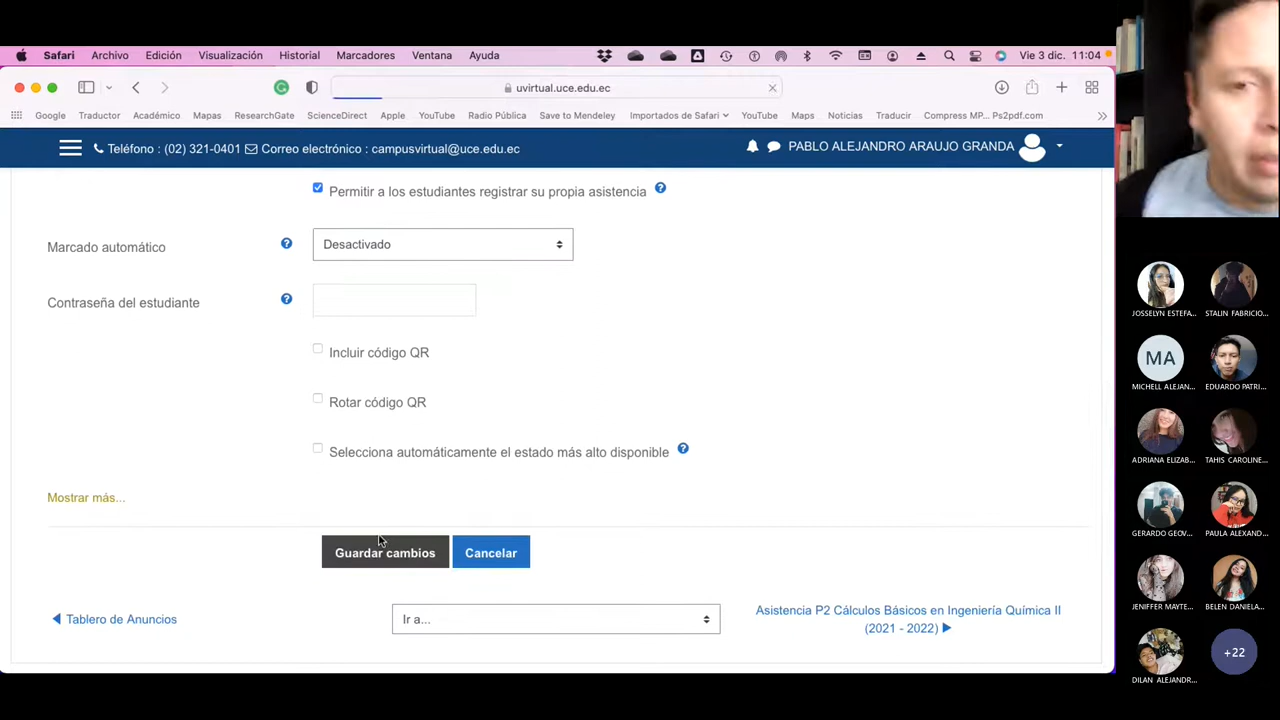 Safari Archivo Edición Visualización Historial Marcadores Ventana Ayuda Vie 3 dic. 11:04
uvirtual.uce.edu.ec
Google Traductor Académico Mapas ResearchGate ScienceDirect Apple YouTube Radio Pública Save to Mendeley Importados de Safari YouTube Maps Noticias Traducir Compress MP... Ps2pdf.com
Teléfono : (02) 321-0401 Correo electrónico : campusvirtual@uce.edu.ec PABLO ALEJANDRO ARAUJO GRANDA
Permitir a los estudiantes registrar su propia asistencia
Marcado automático Desactivado
Contraseña del estudiante
Incluir código QR
Rotar código QR
Selecciona automáticamente el estado más alto disponible
Mostrar más...
Guardar cambios Cancelar
Tablero de Anuncios Ir a... Asistencia P2 Cálculos Básicos en Ingeniería Química II
(2021 - 2022)
JOSSELYN ESTEFA... STALIN FABRICIO...
MA
MICHELL ALEJAN... EDUARDO PATRI...
ADRIANA ELIZAB... TAHIS CAROLINE...
GERARDO GEOV... PAULA ALEXAND...
JENIFFER MAYTE... BELEN DANIELA...
+22
DILAN ALEJANDR...